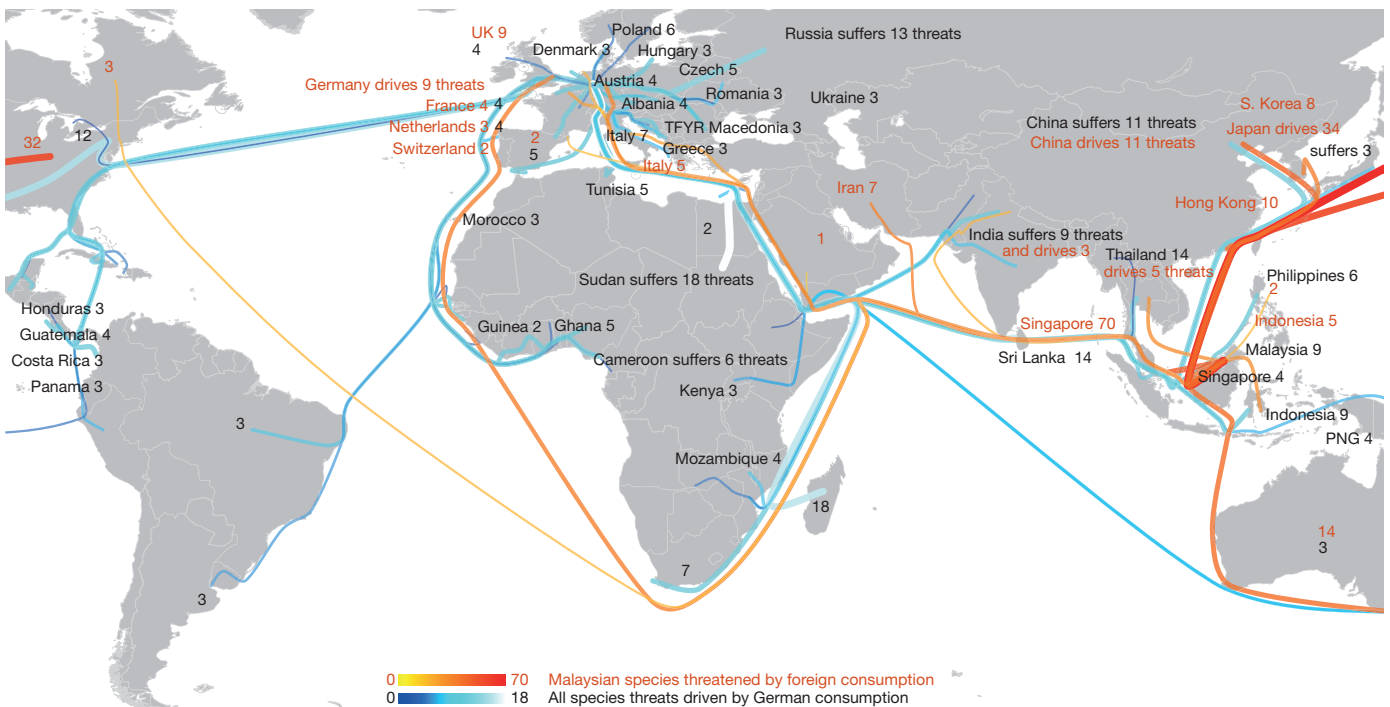 Poland 6
UK 9
4
Denmark 3
Hungary 3
Russia suffers 13 threats
3
Czech 5
Germany drives 9 threats
Austria 4
Romania 3
Ukraine 3
France 4
4
Albania 4
S. Korea 8
China suffers 11 threats
Japan drives 34
Netherlands 3
4
TFYR Macedonia 3
China drives 11 threats
32
12
2
Italy 7
Switzerland 2
5
Greece 3
suffers 3
Italy 5
Tunisia 5
Iran 7
Hong Kong 10
Morocco 3
2
1
India suffers 9 threats
and drives 3
Thailand 14
drives 5 threats
Philippines 6
2
Sudan suffers 18 threats
Honduras 3
Guinea 2
Ghana 5
Singapore 70
Indonesia 5
Guatemala 4
Costa Rica 3
Cameroon suffers 6 threats
Sri Lanka 14
Malaysia 9
Panama 3
Kenya 3
Singapore 4
3
Indonesia 9
PNG 4
Mozambique 4
18
14
3
7
3
0
70
Malaysian species threatened by foreign consumption
0
18
All species threats driven by German consumption